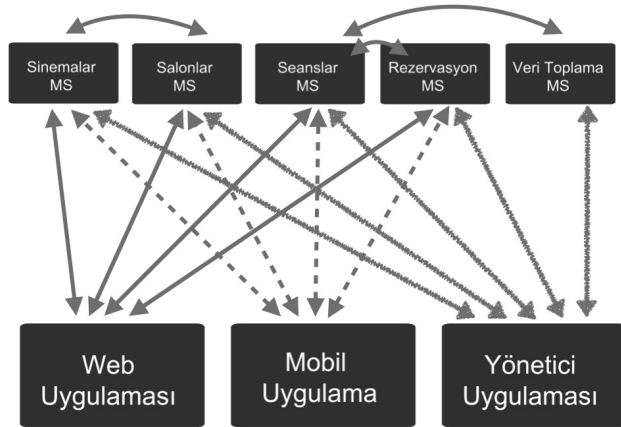 Sinemalar
MS
Salonlar
MS
Seanslar
MS
Rezervasyon
MS
Veri Toplama
MS
Web
Uygulaması
Mobil
Uygulama
Yönetici
Uygulaması